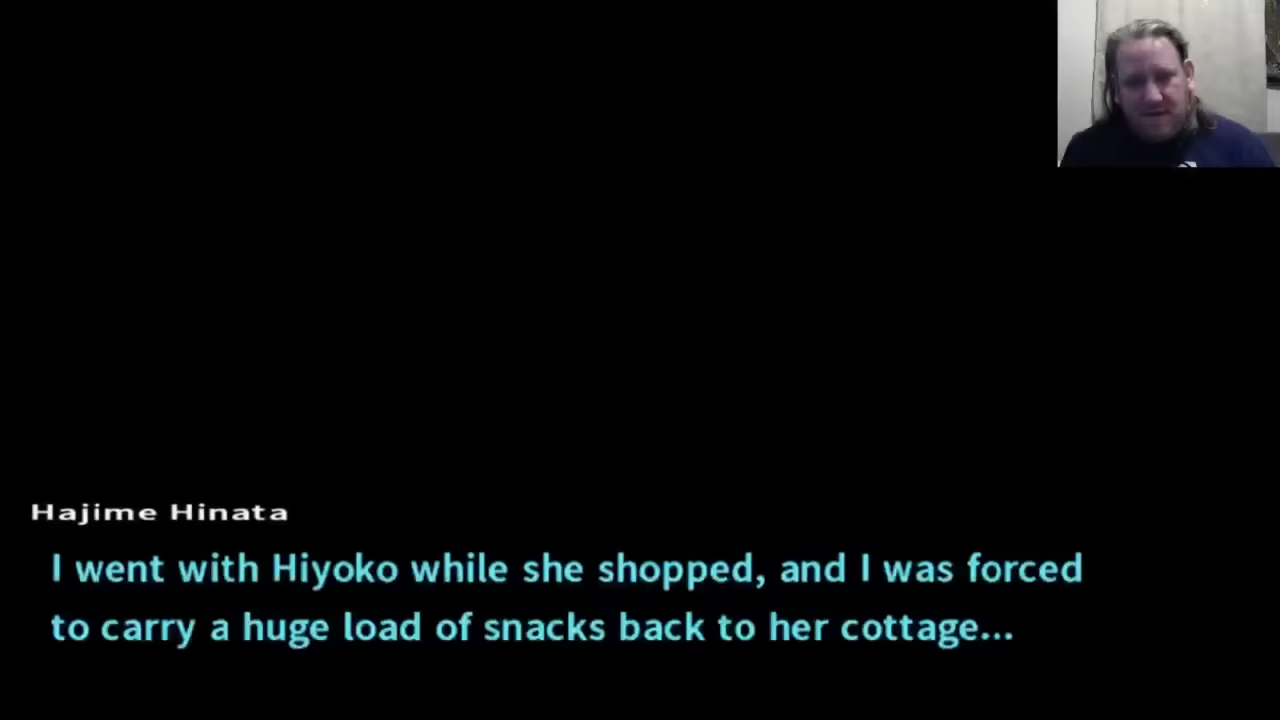 Hajime Hinata
I went with Hiyoko while she shopped, and I was forced
to carry a huge load of snacks back to her cottage...